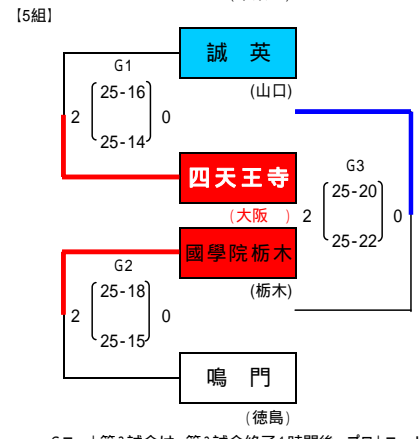 【5組】
誠 英
(山口)
G1
2
25-16
25-14
0
四天王寺
(大阪 )
G3
2
25-20
25-22
0
國學院栃木
(栃木)
G2
2
25-18
25-15
0
鳴 門
(徳島)